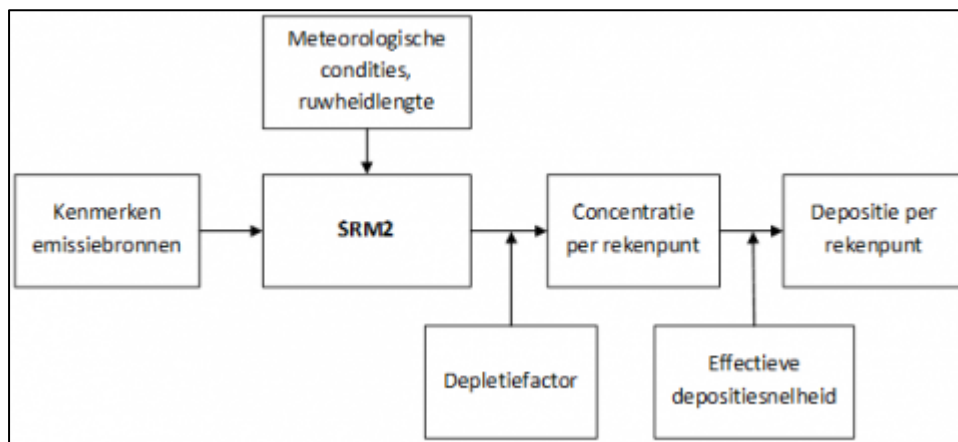 Meteorologische
condities,
ruwheidlengte
Kenmerken
emissiebronnen
SRM2
Concentratie
per rekenpunt
Depositie per
rekenpunt
Depletiefactor
Effectieve
depositiesnelheid